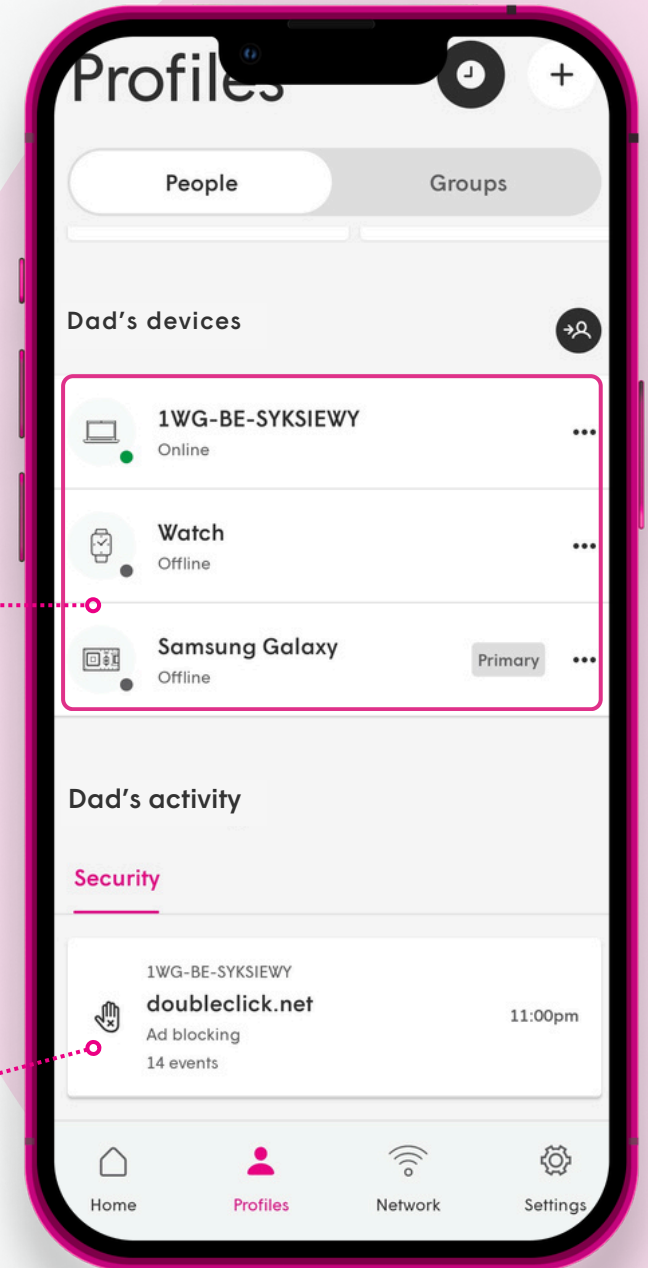 Profiles
People
Groups
Dad's devices
1WG-BE-SYKSIEWY
Online
Watch
Offline
Samsung Galaxy
Primary
Offline
Dad's activity
Security
1WG-BE-SYKSIEWY
doubleclick.net
11:00pm
Ad blocking
14 events
Home
Profiles
Network
Settings